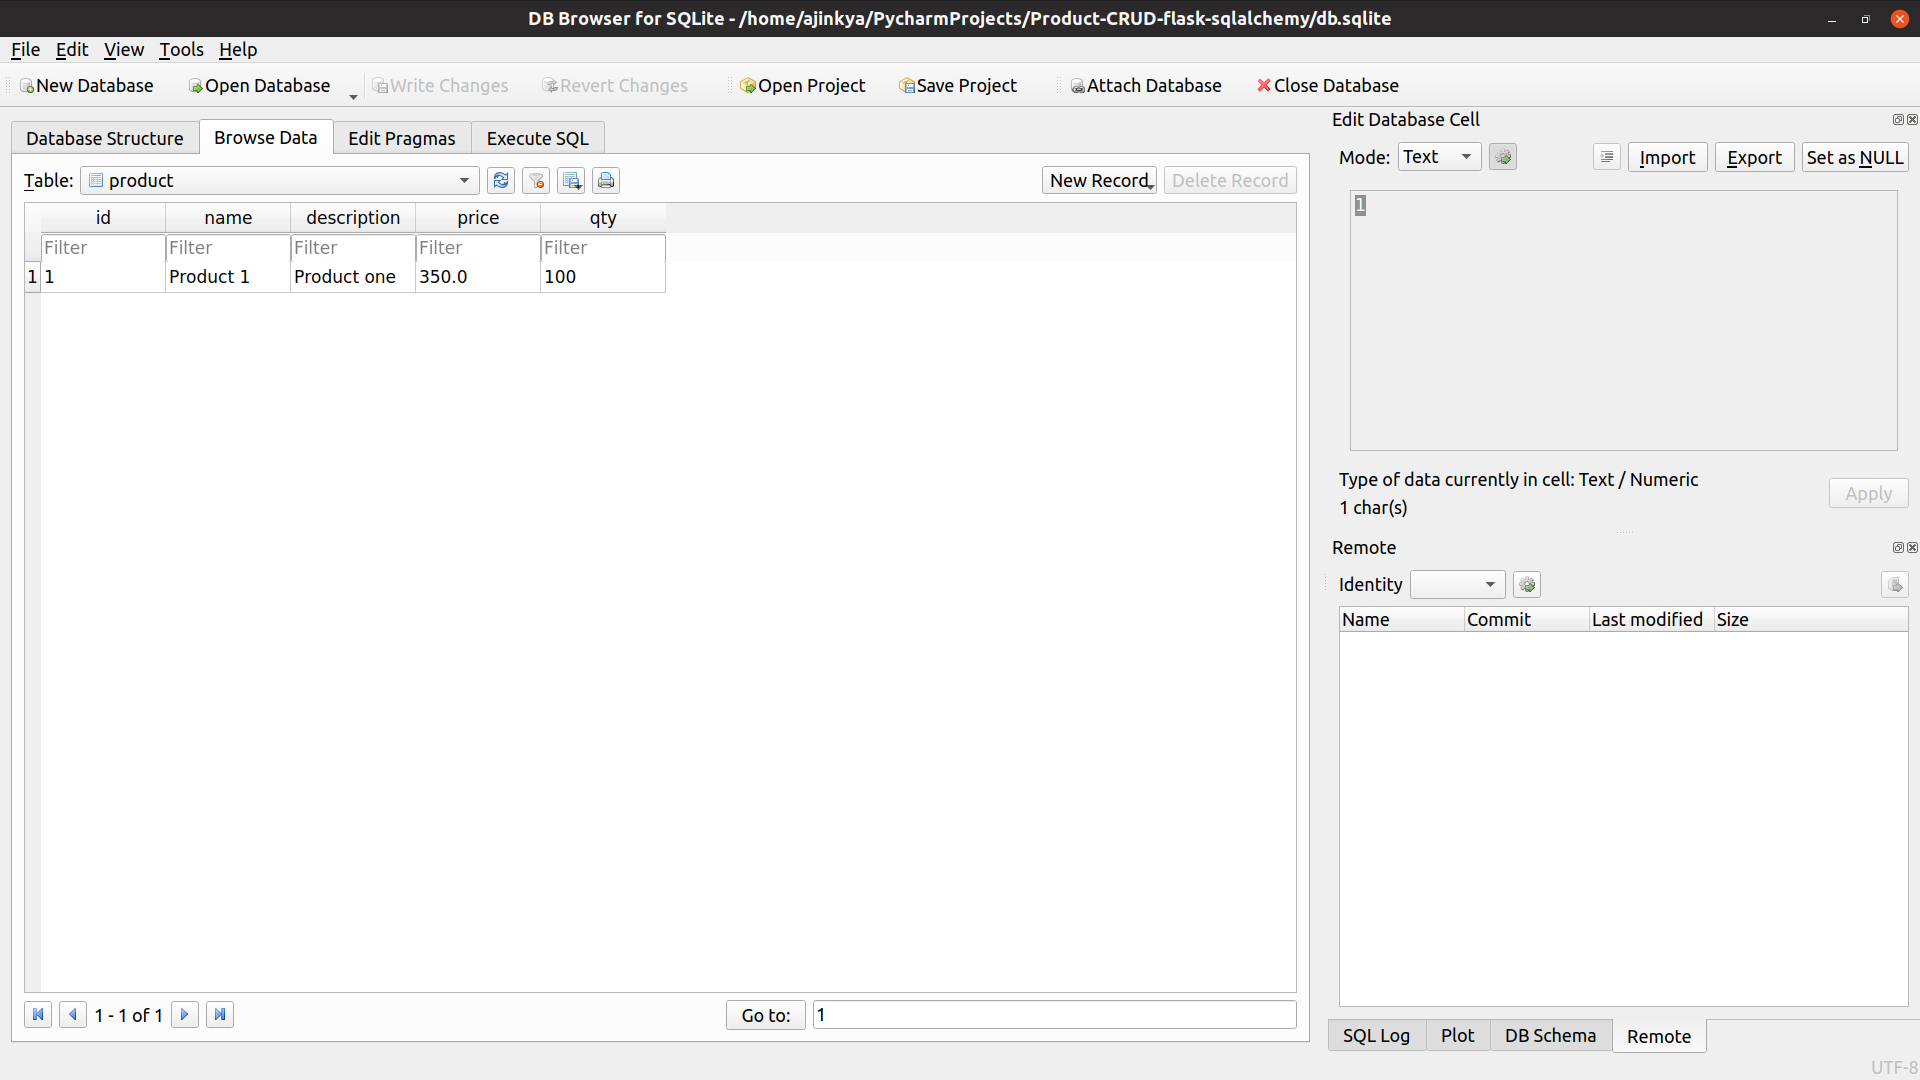 DB Browser for SQLite - /home/ajinkya/PycharmProjects/Product-CRUD-flask-sqlalchemy/db.sqlite
File Edit View Tools Help
New Database Open Database Write Changes Revert Changes Open Project Save Project Attach Database Close Database
Database Structure Browse Data Edit Pragmas Execute SQL
Table: product New Record Delete Record
id name description price qty
Filter Filter Filter Filter Filter
1 1 Product 1 Product one 350.0 100
1 - 1 of 1 Go to: 1
Edit Database Cell
Mode: Text Import Export Set as NULL
1
Type of data currently in cell: Text / Numeric
1 char(s)
Apply
Remote
Identity
Name Commit Last modified Size
SQL Log Plot DB Schema Remote
UTF-8